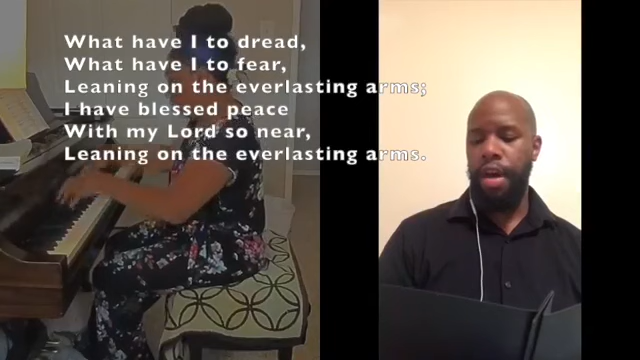 What have I to dread,
What have I to fear,
Leaning on the everlasting arms;
I have blessed peace
With my Lord so near,
Leaning on the everlasting arms.